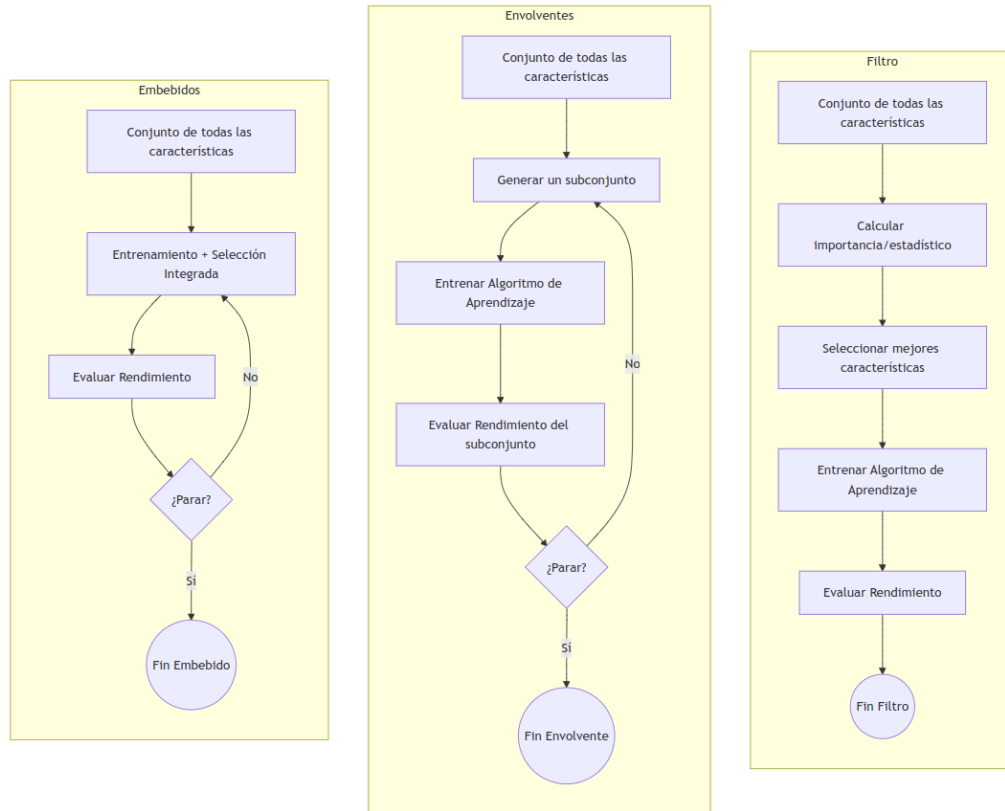 Embebidos
Conjunto de todas las
características
Entrenamiento + Selección
Integrada
Evaluar Rendimiento
No
¿Parar?
Sí
Fin Embebido
Envolventes
Conjunto de todas las
características
Generar un subconjunto
Entrenar Algoritmo de
Aprendizaje
No
Evaluar Rendimiento del
subconjunto
¿Parar?
Sí
Fin Envolvente
Filtro
Conjunto de todas las
características
Calcular
importancia/estadístico
Seleccionar mejores
características
Entrenar Algoritmo de
Aprendizaje
Evaluar Rendimiento
Fin Filtro